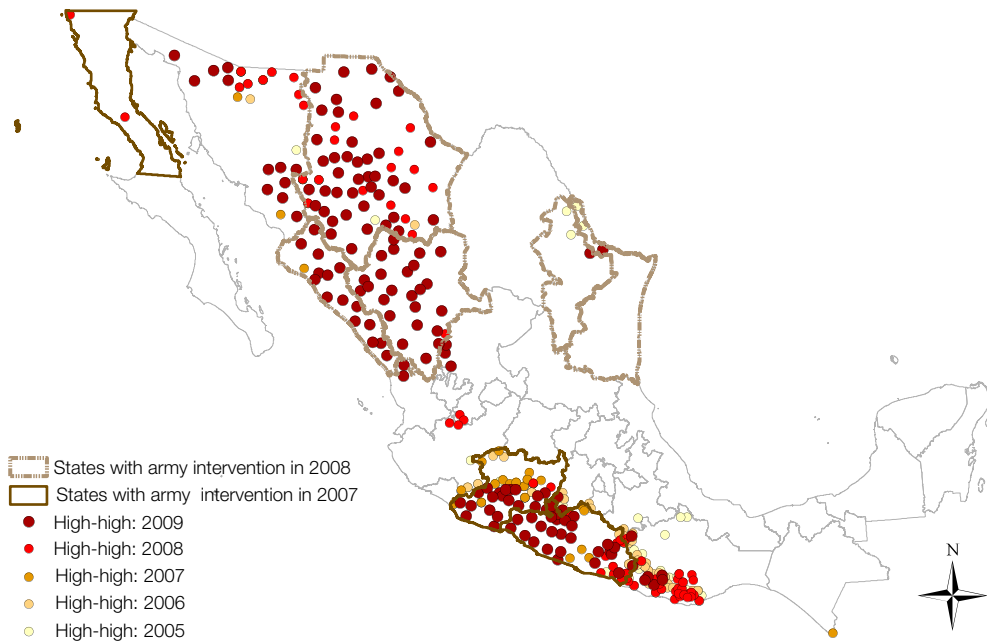 States with army intervention in 2008
States with army intervention in 2007
High-high: 2009
High-high: 2008
High-high: 2007
High-high: 2006
High-high: 2005
N